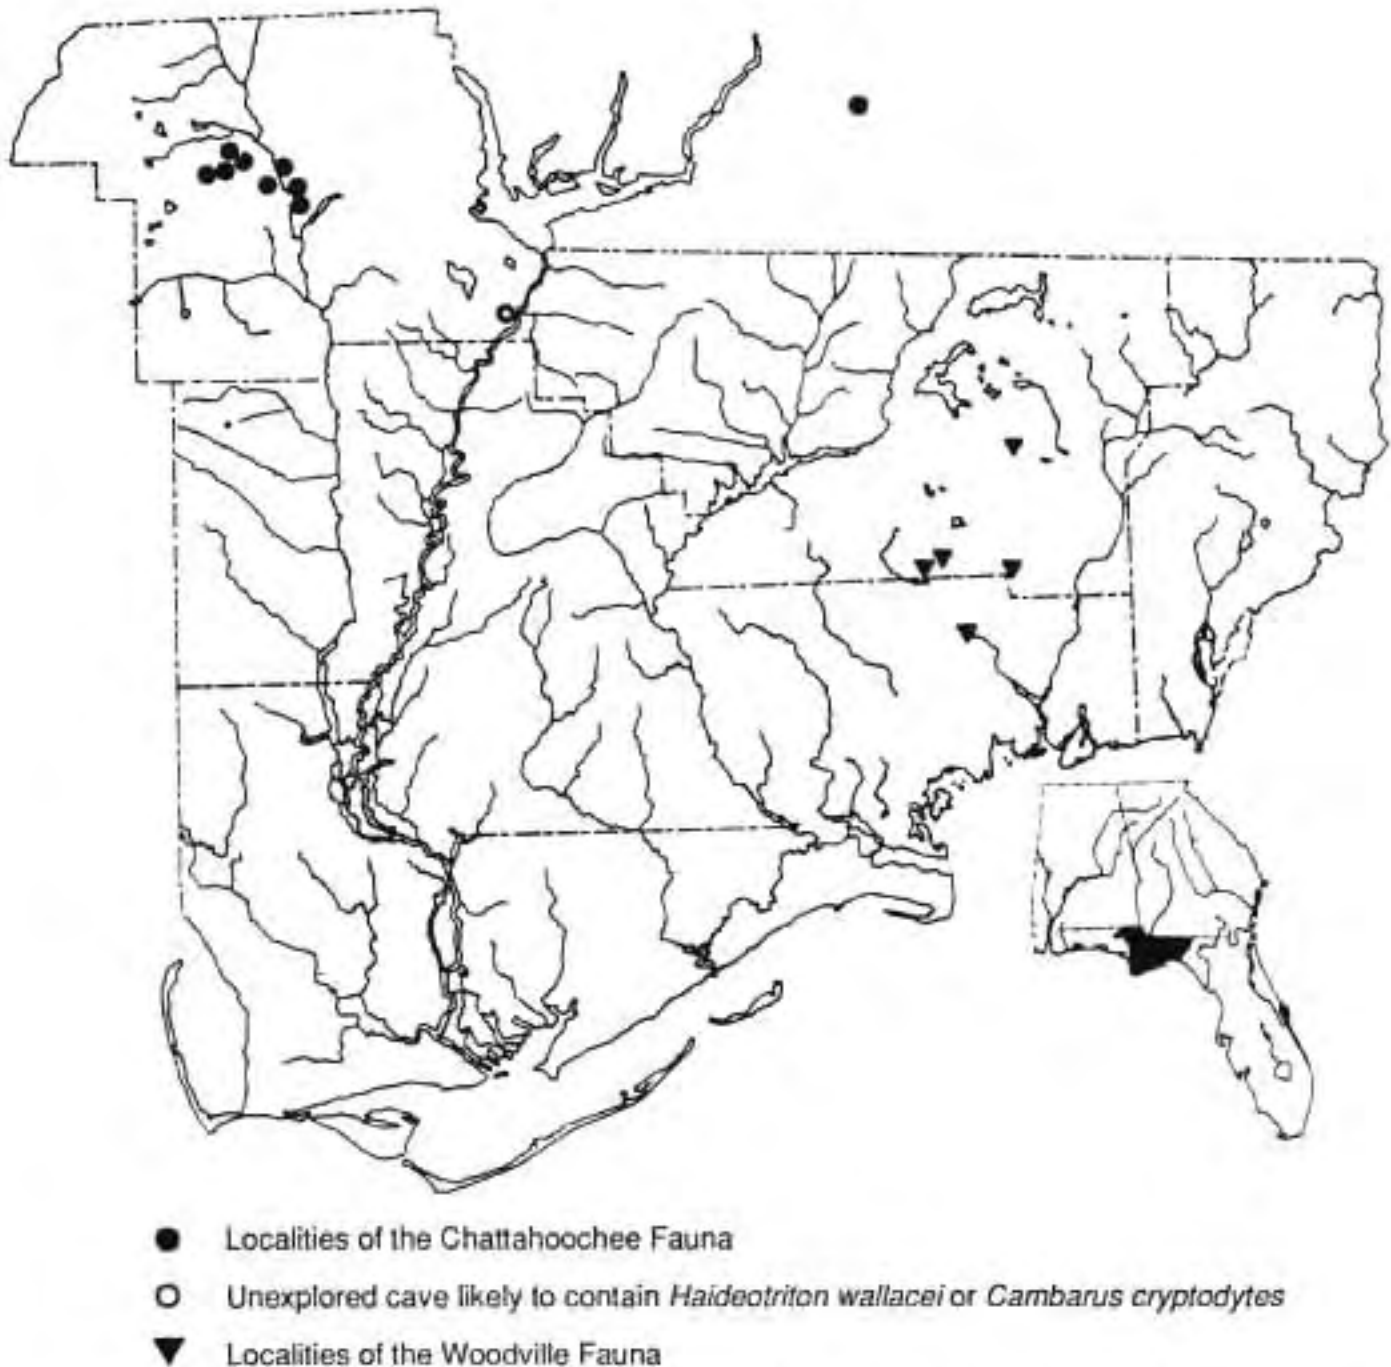 Localities of the Chattahoochee Fauna
Unexplored cave likely to contain Haideotriton wallacei or Cambarus cryptodytes
Localities of the Woodville Fauna